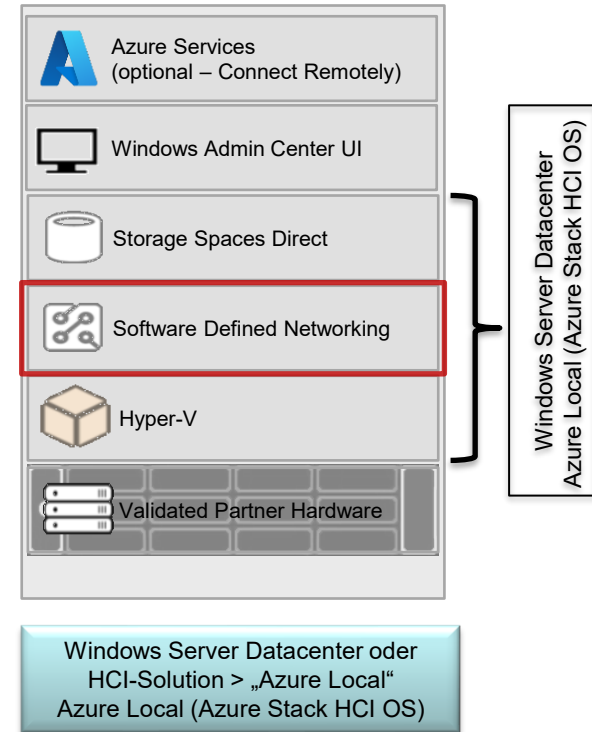 Azure Services
(optional – Connect Remotely)
Windows Admin Center UI
Storage Spaces Direct
Software Defined Networking
Hyper-V
Validated Partner Hardware
Windows Server Datacenter
Azure Local (Azure Stack HCI OS)
Windows Server Datacenter oder
HCI-Solution > „Azure Local“
Azure Local (Azure Stack HCI OS)